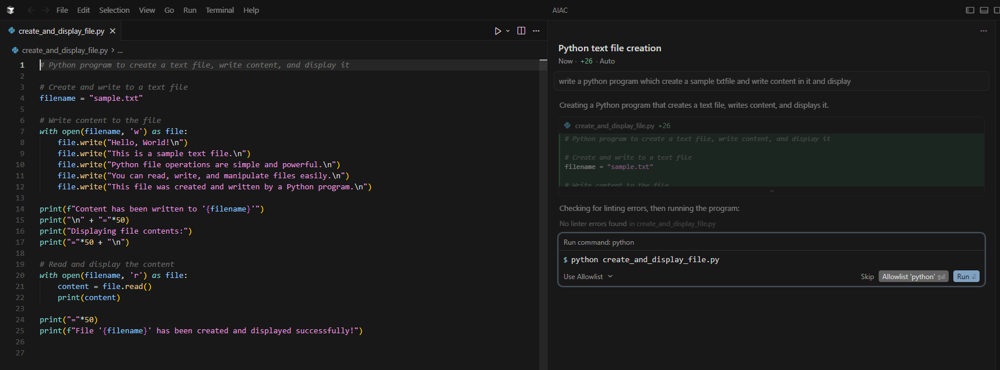 File Edit Selection View Go Run Terminal Help
AIAC
create_and_display_file.py
create_and_display_file.py > ...
1 # Python program to create a text file, write content, and display it
2
3 # Create and write to a text file
4 filename = "sample.txt"
5
6 # Write content to the file
7 with open(filename, 'w') as file:
8     file.write("Hello, World!\n")
9     file.write("This is a sample text file.\n")
10     file.write("Python file operations are simple and powerful.\n")
11     file.write("You can read, write, and manipulate files easily.\n")
12     file.write("This file was created and written by a Python program.\n")
13
14 print(f"Content has been written to '{filename}'")
15 print("\n" + "="*50)
16 print("Displaying file contents:")
17 print("="*50 + "\n")
18
19 # Read and display the content
20 with open(filename, 'r') as file:
21     content = file.read()
22     print(content)
23
24 print("="*50)
25 print(f"File '{filename}' has been created and displayed successfully!")
26
27
Python text file creation
Now · +26 · Auto
write a python program which create a sample txtfile and write content in it and display
Creating a Python program that creates a text file, writes content, and displays it.
create_and_display_file.py +26
# Python program to create a text file, write content, and display it
# Create and write to a text file
filename = "sample.txt"
# Write content to the file
Checking for linting errors, then running the program:
No linter errors found in create_and_display_file.py
Run command: python
$ python create_and_display_file.py
Use Allowlist
Skip Allowlist 'python' ⇧⏎ Run ⏎